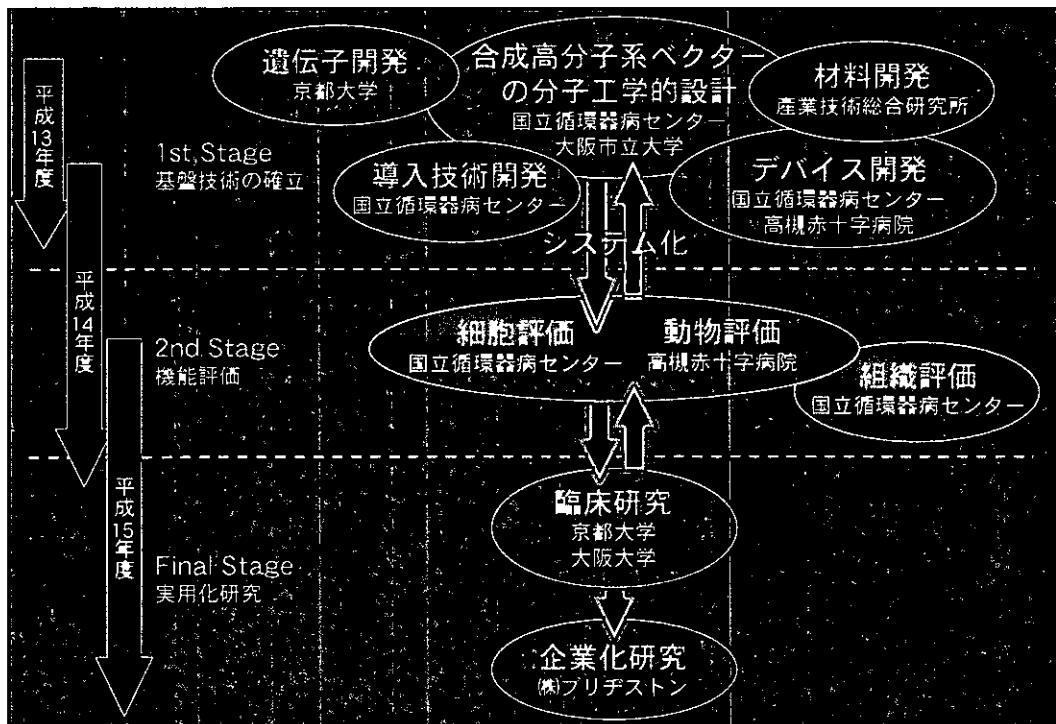 遺伝子開発
京都大学
合成高分子系ベクター
の分子工学的設計
国立循環器病センター
大阪市立大学
材料開発
産業技術総合研究所
平成13年度
1st Stage
基盤技術の確立
導入技術開発
国立循環器病センター
デバイス開発
国立循環器病センター
高槻赤十字病院
システム化
平成14年度
2nd Stage
機能評価
細胞評価
国立循環器病センター
動物評価
高槻赤十字病院
組織評価
国立循環器病センター
平成15年度
Final Stage
実用化研究
臨床研究
京都大学
大阪大学
企業化研究
㈱ブリヂストン